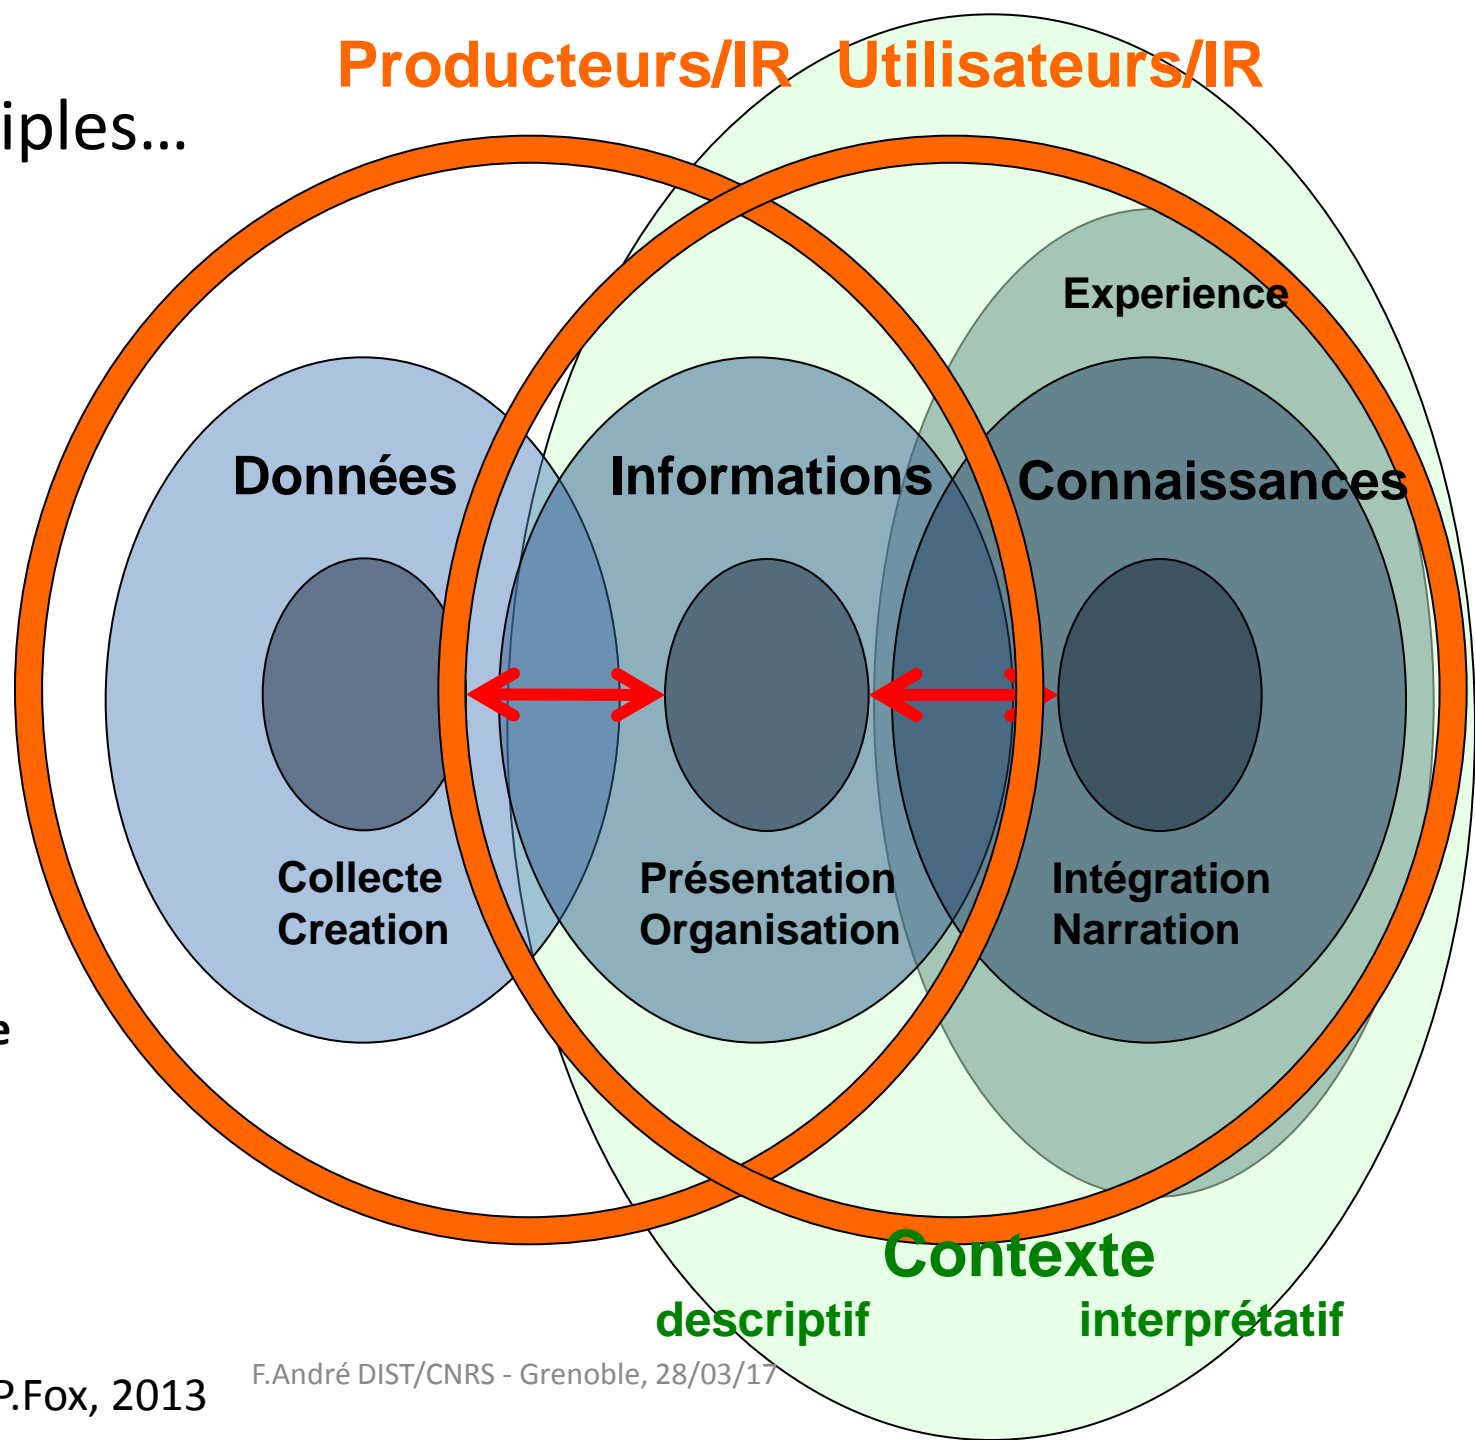 Producteurs/IR Utilisateurs/IR
iples…
Experience
Données Informations Connaissances
Collecte
Creation
Présentation
Organisation
Intégration
Narration
e
Contexte
descriptif interprétatif
F.André DIST/CNRS - Grenoble, 28/03/17
P.Fox, 2013